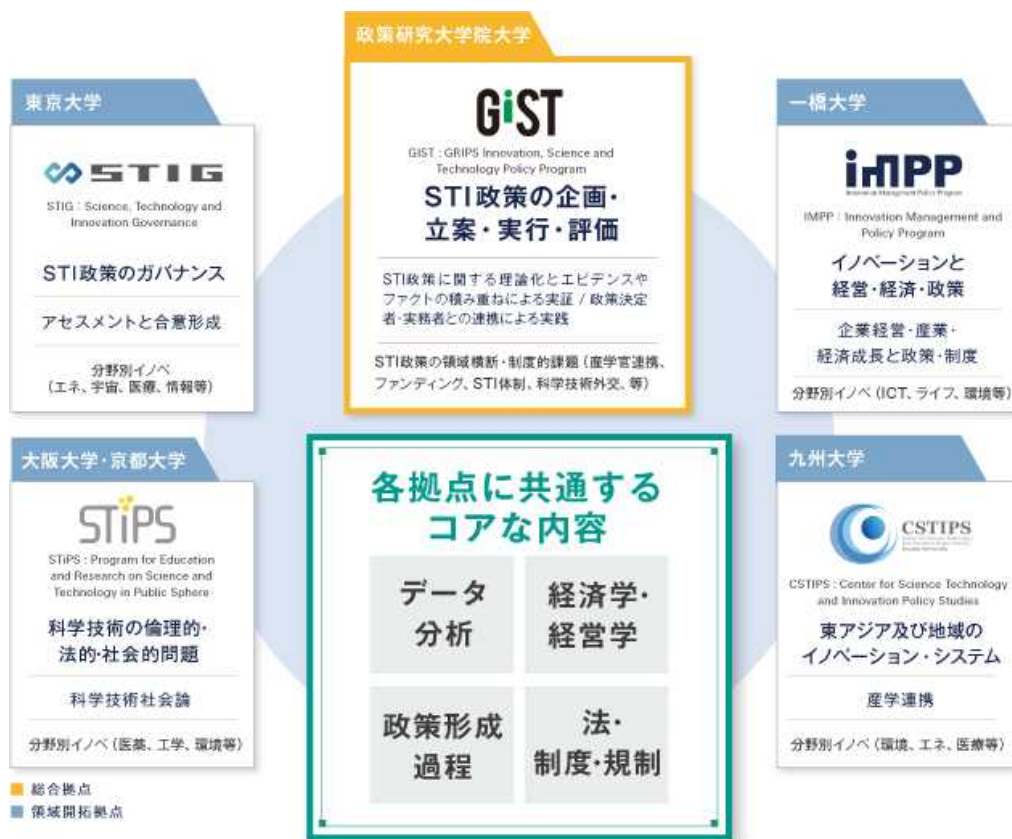 政策研究大学院大学
GiST
GIST : GRIPS Innovation, Science and
Technology Policy Program
STI政策の企画・
立案・実行・評価
STI政策に関する理論化とエビデンスや
ファクトの積み重ねによる実証 / 政策決定
者・実務者との連携による実践
STI政策の領域横断・制度的課題（産学官連携、
ファンディング、STI体制、科学技術外交、等）
東京大学
STIG
STIG : Science, Technology and
Innovation Governance
STI政策のガバナンス
アセスメントと合意形成
分野別イノベ
（エネ、宇宙、医療、情報等）
一橋大学
iMPP
Innovation Management Policy Program
IMPP : Innovation Management and
Policy Program
イノベーションと
経営・経済・政策
企業経営・産業・
経済成長と政策・制度
分野別イノベ（ICT、ライフ、環境等）
大阪大学・京都大学
STiPS
STiPS : Program for Education
and Research on Science and
Technology in Public Sphere
科学技術の倫理的・
法的・社会的問題
科学技術社会論
分野別イノベ（医薬、工学、環境等）
各拠点に共通する
コアな内容
データ
分析
経済学・
経営学
政策形成
過程
法・
制度・規制
九州大学
CSTIPS
CSTIPS : Center for Science Technology
and Innovation Policy Studies
東アジア及び地域の
イノベーション・システム
産学連携
分野別イノベ（環境、エネ、医療等）
総合拠点
領域開拓拠点